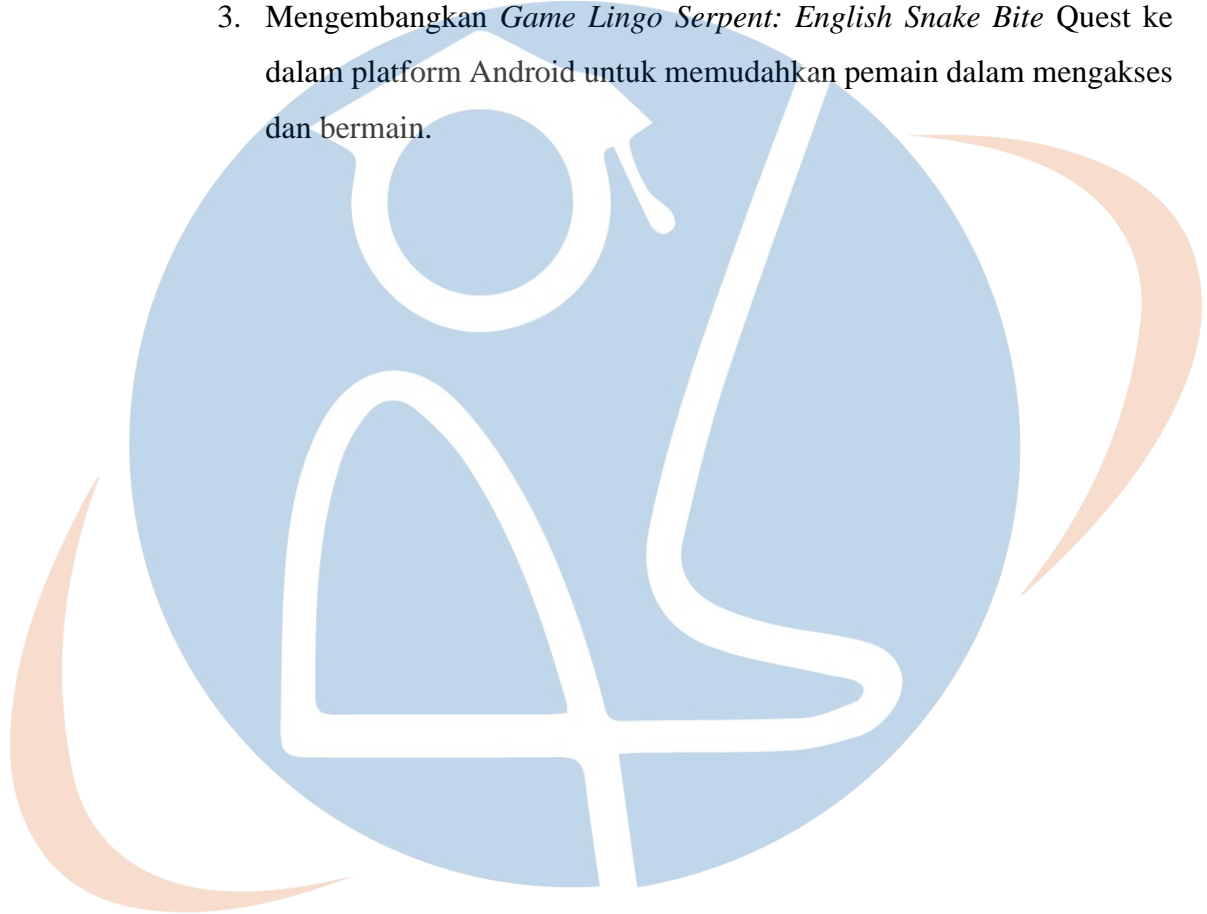 3. Mengembangkan Game Lingo Serpent: English Snake Bite Quest ke
dalam platform Android untuk memudahkan pemain dalam mengakses
dan bermain.